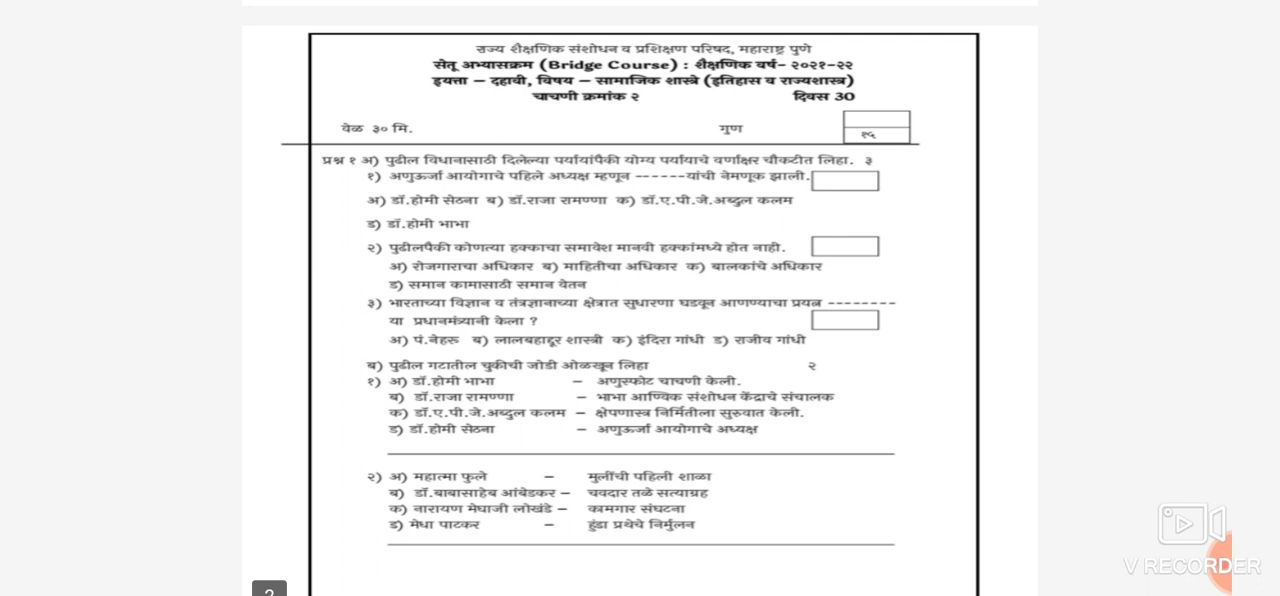 राज्य शैक्षणिक संशोधन व प्रशिक्षण परिषद, महाराष्ट्र पुणे
सेतू अभ्यासक्रम (Bridge Course) : शैक्षणिक वर्ष- २०२१-२२
इयत्ता – दहावी, विषय – सामाजिक शास्त्रे (इतिहास व राज्यशास्त्र)
चाचणी क्रमांक २ दिवस 30
वेळ ३० मि. गुण
१५
प्रश्न १ अ) पुढील विधानासाठी दिलेल्या पर्यायांपैकी योग्य पर्यायाचे वर्णाक्षर चौकटीत लिहा. ३
१) अणुऊर्जा आयोगाचे पहिले अध्यक्ष म्हणून ------यांची नेमणूक झाली.
अ) डॉ.होमी सेठना ब) डॉ.राजा रामण्णा क) डॉ.ए.पी.जे.अब्दुल कलम
ड) डॉ.होमी भाभा
२) पुढीलपैकी कोणत्या हक्काचा समावेश मानवी हक्कांमध्ये होत नाही.
अ) रोजगाराचा अधिकार ब) माहितीचा अधिकार क) बालकांचे अधिकार
ड) समान कामासाठी समान वेतन
३) भारताच्या विज्ञान व तंत्रज्ञानाच्या क्षेत्रात सुधारणा घडवून आणण्याचा प्रयत्न --------
या प्रधानमंत्र्यानी केला ?
अ) पं.नेहरू ब) लालबहाद्दूर शास्त्री क) इंदिरा गांधी ड) राजीव गांधी
ब) पुढील गटातील चुकीची जोडी ओळखून लिहा २
१) अ) डॉ.होमी भाभा – अणुस्फोट चाचणी केली.
ब) डॉ.राजा रामण्णा – भाभा आण्विक संशोधन केंद्राचे संचालक
क) डॉ.ए.पी.जे.अब्दुल कलम – क्षेपणास्त्र निर्मितीला सुरुवात केली.
ड) डॉ.होमी सेठना – अणुऊर्जा आयोगाचे अध्यक्ष
२) अ) महात्मा फुले – मुलींची पहिली शाळा
ब) डॉ.बाबासाहेब आंबेडकर – चवदार तळे सत्याग्रह
क) नारायण मेघाजी लोखंडे – कामगार संघटना
ड) मेधा पाटकर – हुंडा प्रथेचे निर्मुलन
2
V RECORDER